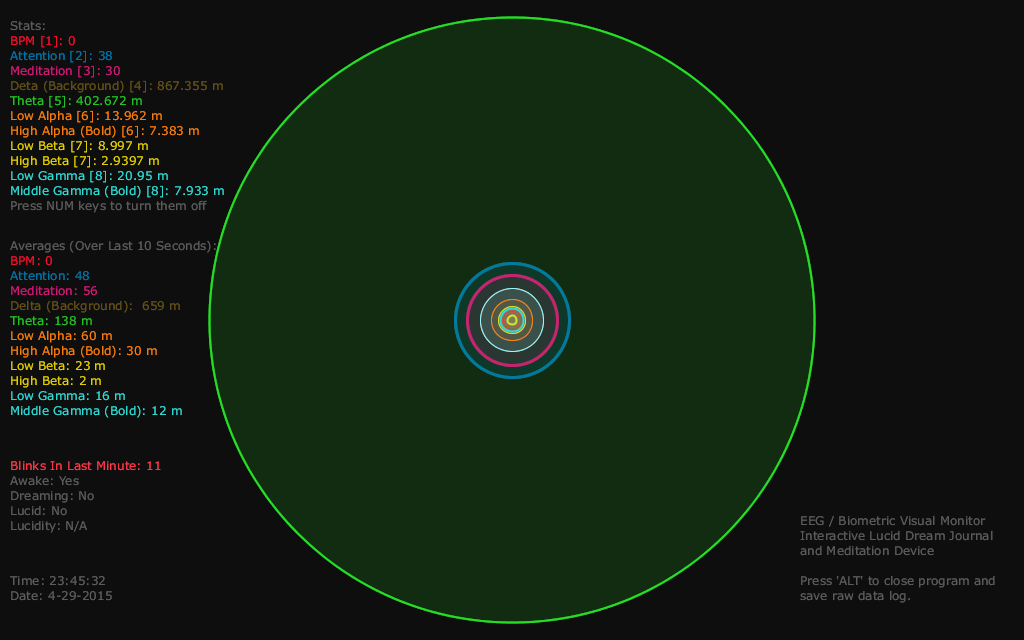 Stats:
BPM [1]: 0
Attention [2]: 38
Meditation [3]: 30
Deta (Background) [4]: 867.355 m
Theta [5]: 402.672 m
Low Alpha [6]: 13.962 m
High Alpha (Bold) [6]: 7.383 m
Low Beta [7]: 8.997 m
High Beta [7]: 2.9397 m
Low Gamma [8]: 20.95 m
Middle Gamma (Bold) [8]: 7.933 m
Press NUM keys to turn them off
Averages (Over Last 10 Seconds):
BPM: 0
Attention: 48
Meditation: 56
Delta (Background):  659 m
Theta: 138 m
Low Alpha: 60 m
High Alpha (Bold): 30 m
Low Beta: 23 m
High Beta: 2 m
Low Gamma: 16 m
Middle Gamma (Bold): 12 m
Blinks In Last Minute: 11
Awake: Yes
Dreaming: No
Lucid: No
Lucidity: N/A
Time: 23:45:32
Date: 4-29-2015
EEG / Biometric Visual Monitor
Interactive Lucid Dream Journal
and Meditation Device
Press 'ALT' to close program and
save raw data log.